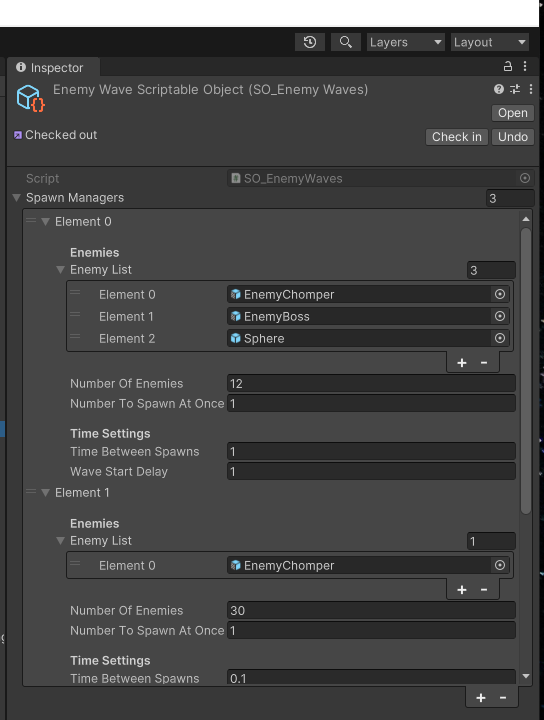 Layers
Layout
Inspector
Enemy Wave Scriptable Object (SO_Enemy Waves)
Open
Checked out
Check in
Undo
Script SO_EnemyWaves
Spawn Managers 3
Element 0
Enemies
Enemy List 3
Element 0 EnemyChomper
Element 1 EnemyBoss
Element 2 Sphere
+ -
Number Of Enemies 12
Number To Spawn At Once 1
Time Settings
Time Between Spawns 1
Wave Start Delay 1
Element 1
Enemies
Enemy List 1
Element 0 EnemyChomper
+ -
Number Of Enemies 30
Number To Spawn At Once 1
Time Settings
Time Between Spawns 0.1
+ -